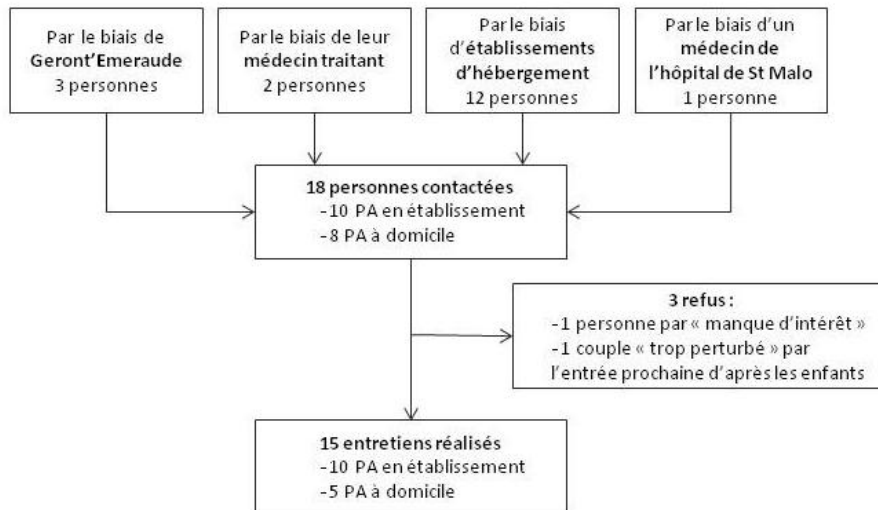 Par le biais de
Geront'Emeraude
3 personnes
Par le biais de leur
médecin traitant
2 personnes
Par le biais
d'établissements
d'hébergement
12 personnes
Par le biais d'un
médecin de
l'hôpital de St Malo
1 personne
18 personnes contactées
-10 PA en établissement
-8 PA à domicile
3 refus :
-1 personne par « manque d'intérêt »
-1 couple « trop perturbé » par
l'entrée prochaine d'après les enfants
15 entretiens réalisés
-10 PA en établissement
-5 PA à domicile